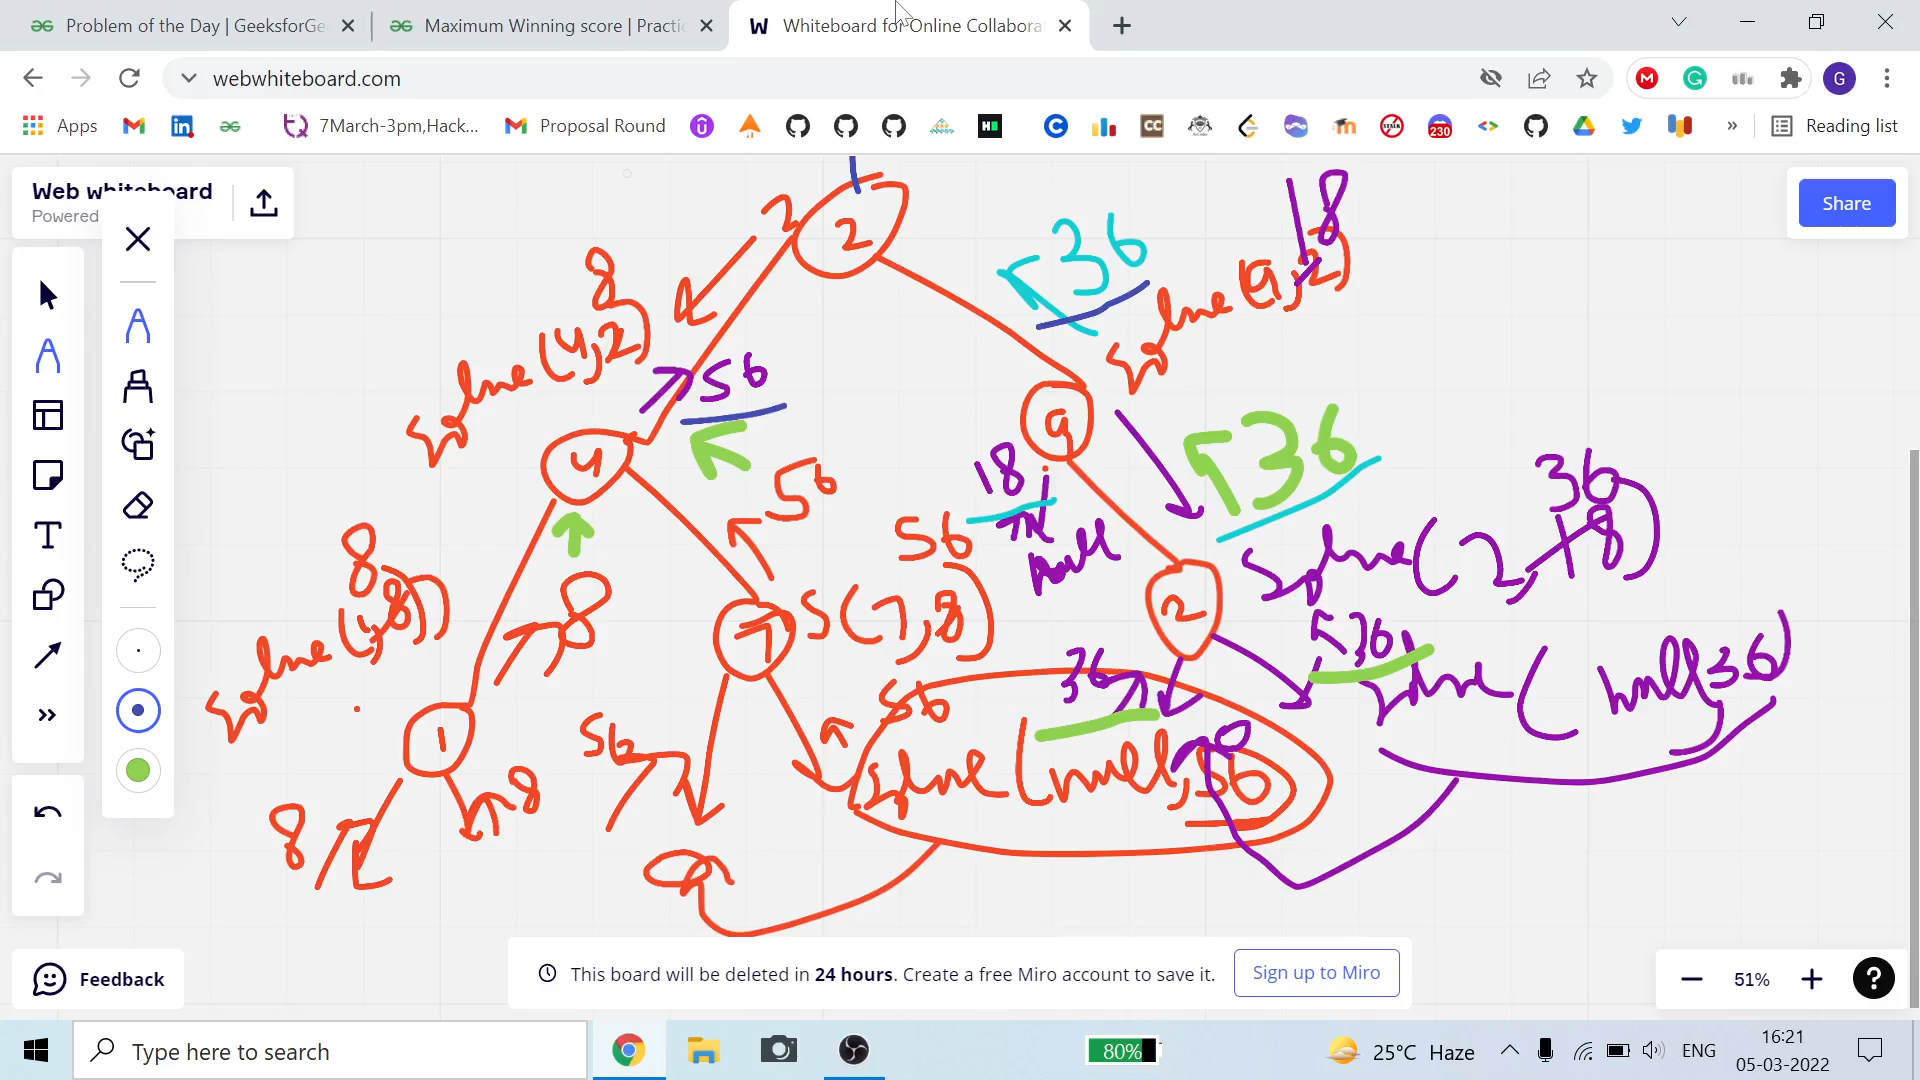 Problem of the Day | GeeksforGe
Maximum Winning score | Practic
Whiteboard for Online Collabora
webwhiteboard.com
Apps
7March-3pm,Hack...
Proposal Round
230
Reading list
Web whiteboard
Powered
Share
2
2
8
solve (4,2)
56
36
18
solve (9,2)
4
9
56
18
null
36
36
solve (2, 18)
8
solve (1,8)
8
56
7
S(7,8)
2
36
36
solve (null, 36)
1
8
8
56
56
solve (null, 56)
Feedback
This board will be deleted in 24 hours. Create a free Miro account to save it.
Sign up to Miro
51%
Type here to search
80%
25°C Haze
ENG
16:21
05-03-2022